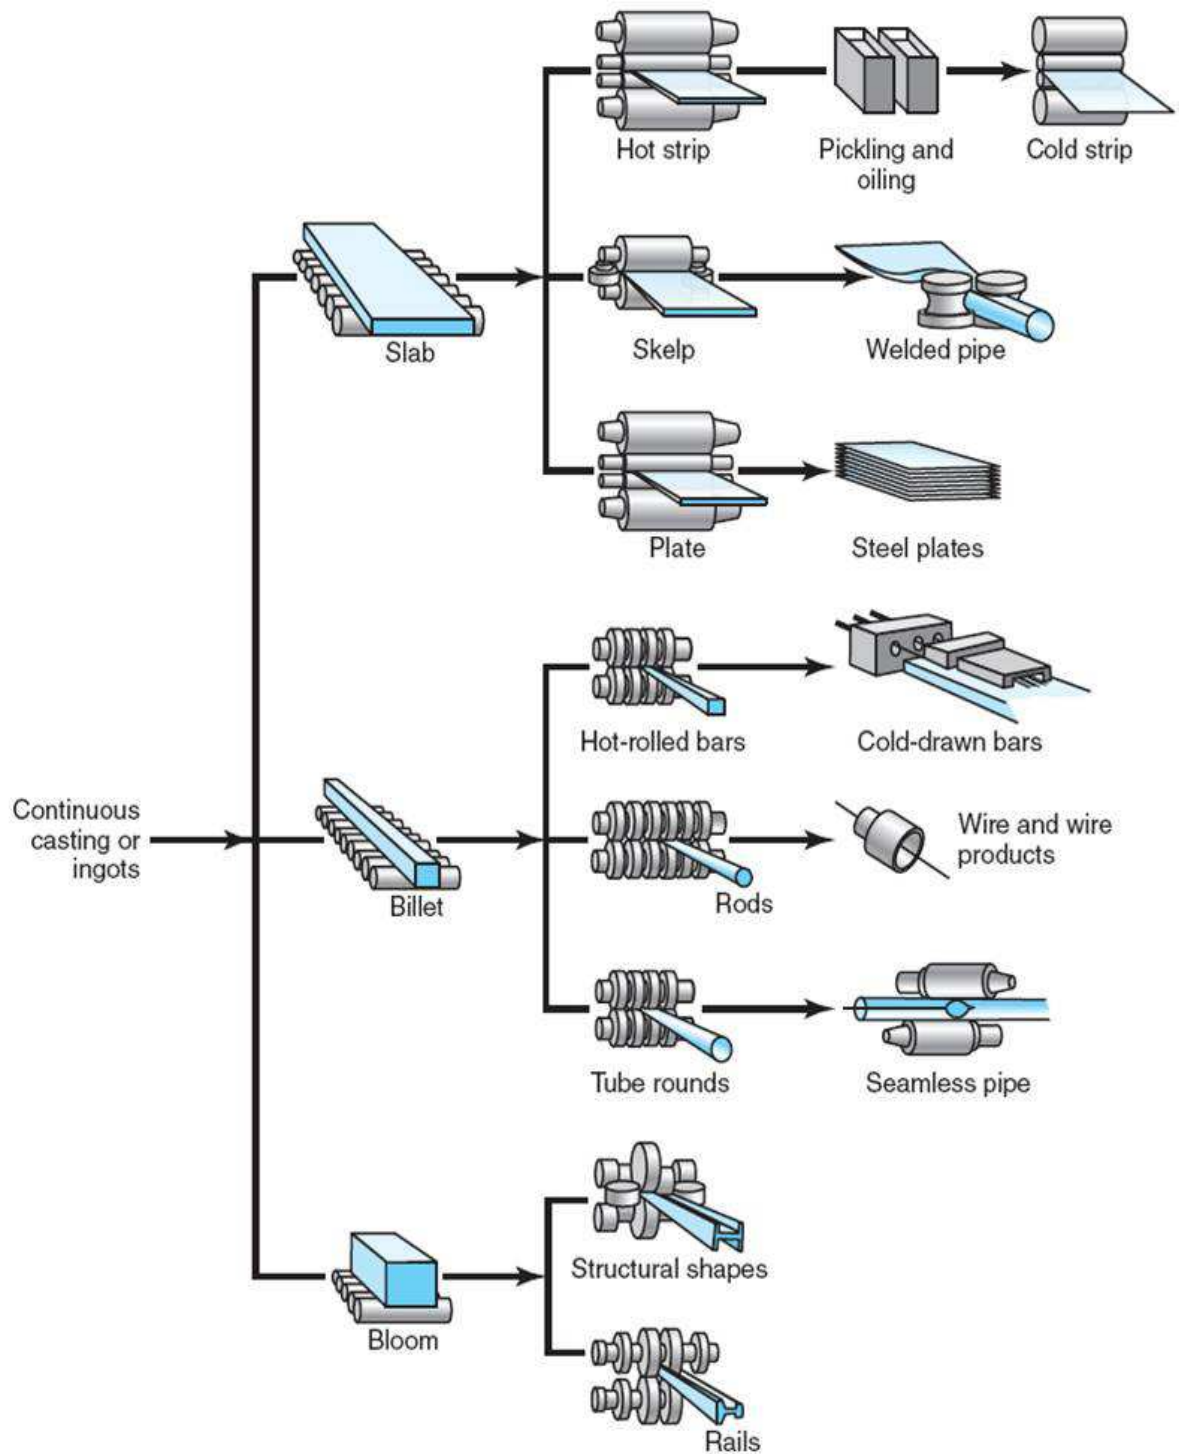 Hot strip
Pickling and
oiling
Cold strip
Slab
Skelp
Welded pipe
Plate
Steel plates
Hot-rolled bars
Cold-drawn bars
Continuous
casting or
ingots
Billet
Rods
Wire and wire
products
Tube rounds
Seamless pipe
Structural shapes
Bloom
Rails